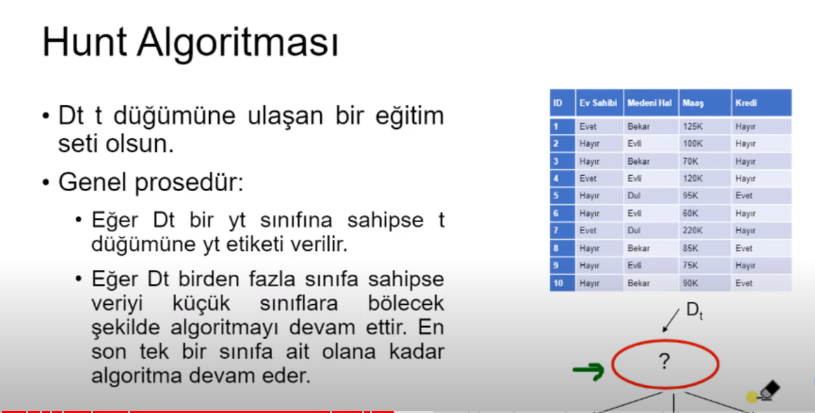 Hunt Algoritması
• Dt t düğümüne ulaşan bir eğitim
seti olsun.
• Genel prosedür:
• Eğer Dt bir yt sınıfına sahipse t
düğümüne yt etiketi verilir.
• Eğer Dt birden fazla sınıfa sahipse
veriyi küçük sınıflara bölecek
şekilde algoritmayı devam ettir. En
son tek bir sınıfa ait olana kadar
algoritma devam eder.
ID Ev Sahibi Medeni Hal Maaş Kredi
1 Evet Bekar 125K Hayır
2 Hayır Evli 100K Hayır
3 Hayır Bekar 70K Hayır
4 Evet Evli 120K Hayır
5 Hayır Dul 95K Evet
6 Hayır Evli 60K Hayır
7 Evet Dul 220K Hayır
8 Hayır Bekar 85K Evet
9 Hayır Evli 75K Hayır
10 Hayır Bekar 90K Evet
Dt
?